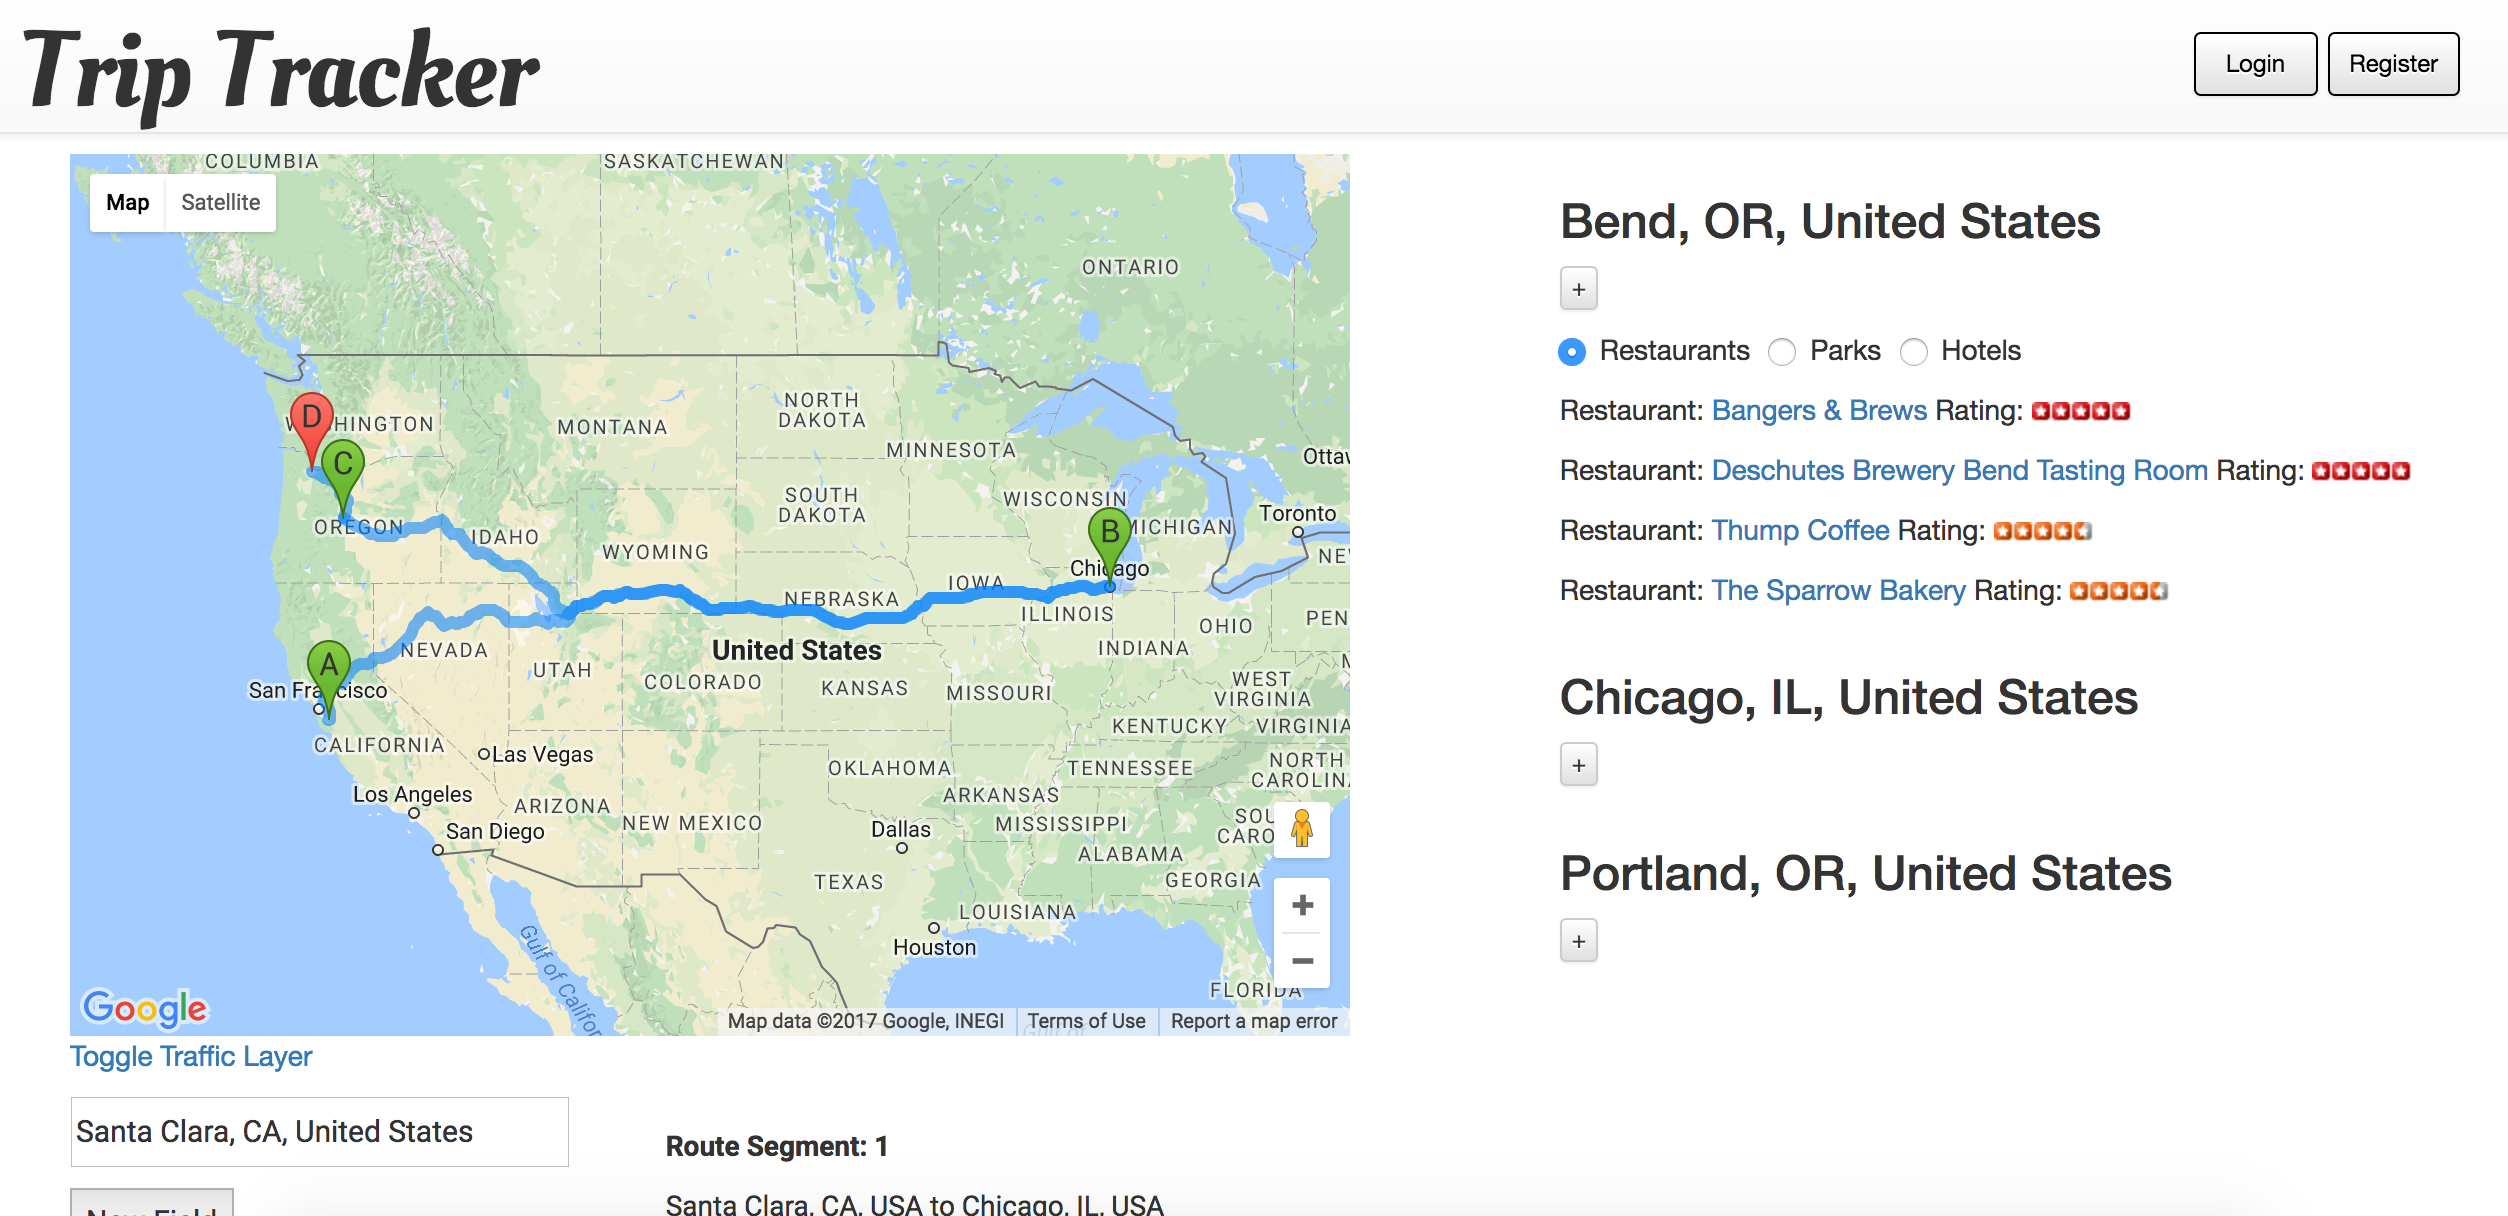 Trip Tracker
Login
Register
Map
Satellite
COLUMBIA
SASKATCHEWAN
ONTARIO
D
WASHINGTON
C
MONTANA
NORTH
DAKOTA
MINNESOTA
SOUTH
DAKOTA
WISCONSIN
B
MICHIGAN
Toronto
OREGON
IDAHO
WYOMING
Chicago
IOWA
NEBRASKA
ILLINOIS
OHIO
PEN
INDIANA
United States
A
NEVADA
UTAH
COLORADO
KANSAS
MISSOURI
WEST
VIRGINIA
San Francisco
KENTUCKY
VIRGINIA
CALIFORNIA
Las Vegas
OKLAHOMA
TENNESSEE
NORTH
CAROLIN
Los Angeles
ARIZONA
ARKANSAS
San Diego
NEW MEXICO
Dallas
MISSISSIPPI
SOU
CARO
ALABAMA
TEXAS
GEORGIA
LOUISIANA
Houston
Gulf of Califor
FLORIDA
Google
Map data ©2017 Google, INEGI
Terms of Use
Report a map error
Toggle Traffic Layer
Santa Clara, CA, United States
New Field
Route Segment: 1
Santa Clara, CA, USA to Chicago, IL, USA
Bend, OR, United States
+
Restaurants Parks Hotels
Restaurant: Bangers & Brews Rating:
Restaurant: Deschutes Brewery Bend Tasting Room Rating:
Restaurant: Thump Coffee Rating:
Restaurant: The Sparrow Bakery Rating:
Chicago, IL, United States
+
Portland, OR, United States
+